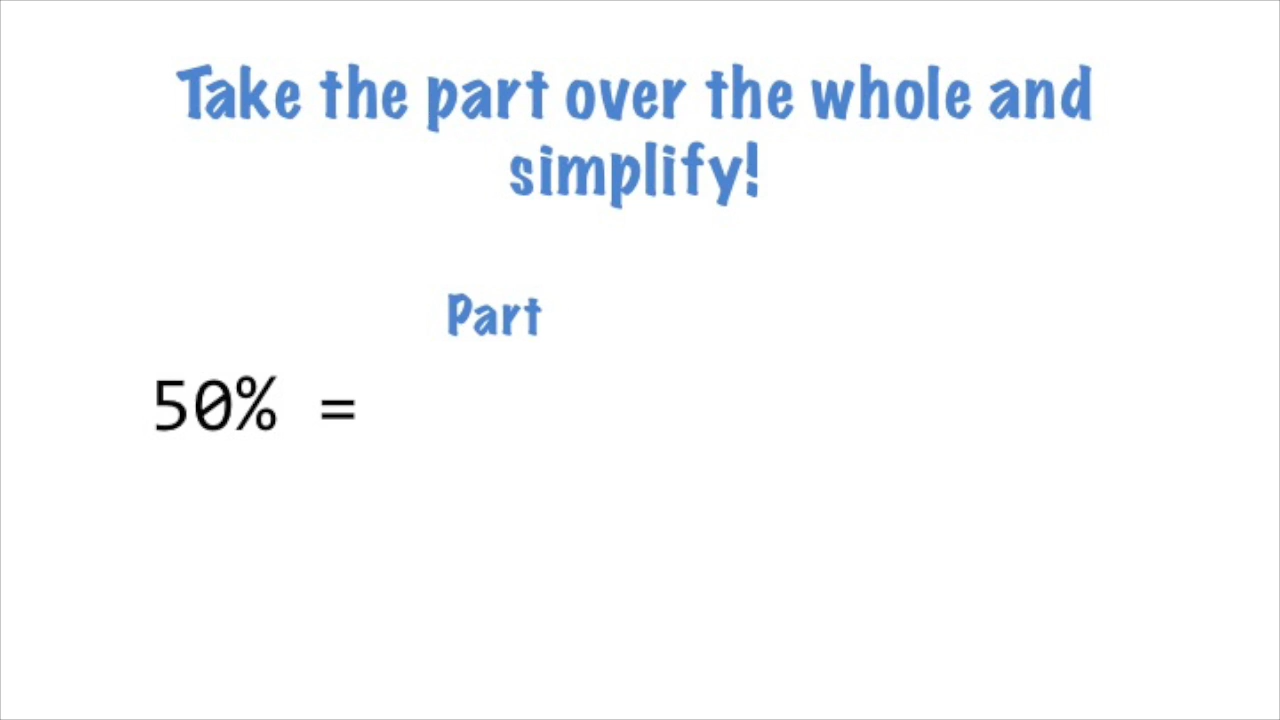 Take the part over the whole and
simplify!
Part
50% =